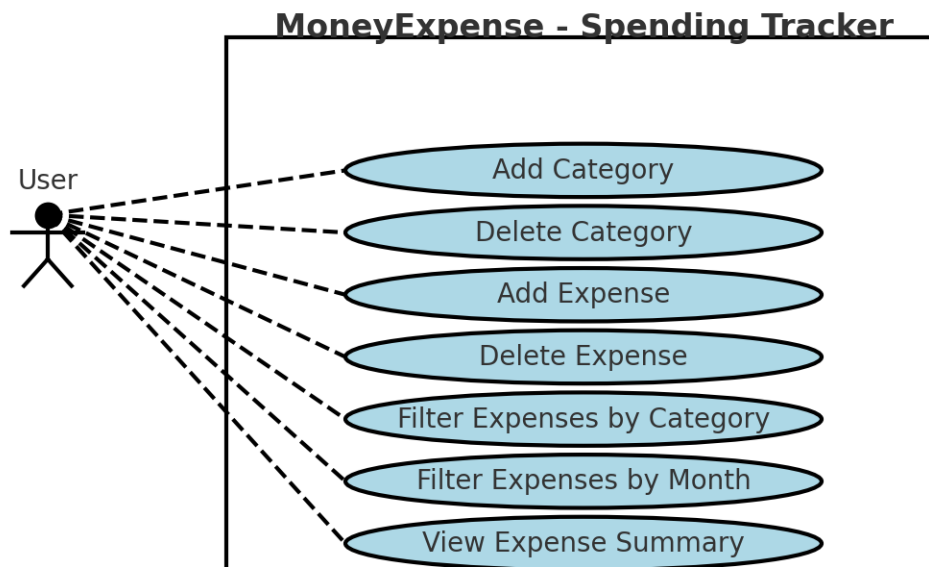 MoneyExpense - Spending Tracker
User
Add Category
Delete Category
Add Expense
Delete Expense
Filter Expenses by Category
Filter Expenses by Month
View Expense Summary